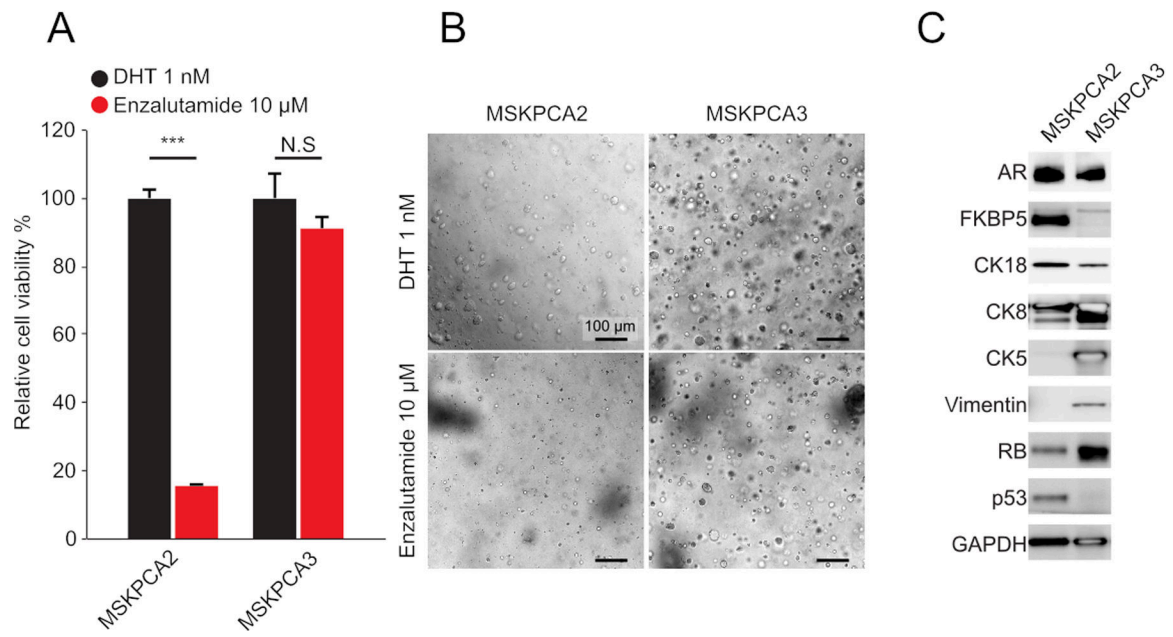 A
DHT 1 nM
Enzalutamide 10 µM
120
100
80
60
40
20
0
Relative cell viability %
***
N.S
MSKPCA2
MSKPCA3
B
MSKPCA2
MSKPCA3
DHT 1 nM
Enzalutamide 10 µM
100 µm
C
MSKPCA2
MSKPCA3
AR
FKBP5
CK18
CK8
CK5
Vimentin
RB
p53
GAPDH